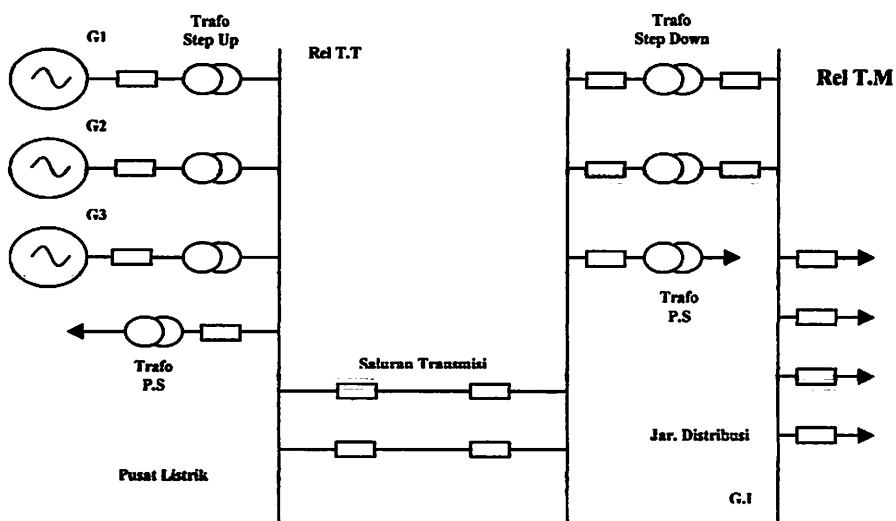 Trafo
Step Up
G1
Rel T.T
Trafo
Step Down
Rel T.M
G2
G3
Trafo
P.S
Trafo
P.S
Saluran Transmisi
Jar. Distribusi
Pusat Listrik
G.I